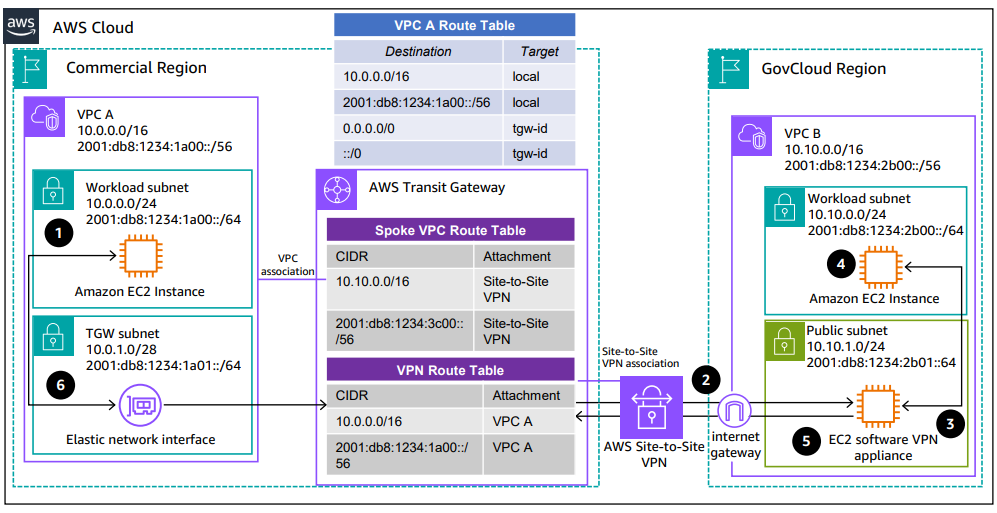 aws
AWS Cloud
VPC A Route Table
Destination Target
10.0.0.0/16 local
2001:db8:1234:1a00::/56 local
0.0.0.0/0 tgw-id
::/0 tgw-id
Commercial Region
VPC A
10.0.0.0/16
2001:db8:1234:1a00::/56
Workload subnet
10.0.0.0/24
2001:db8:1234:1a00::/64
1
Amazon EC2 Instance
TGW subnet
10.0.1.0/28
2001:db8:1234:1a01::/64
6
Elastic network interface
VPC
association
AWS Transit Gateway
Spoke VPC Route Table
CIDR Attachment
10.10.0.0/16 Site-to-Site
VPN
2001:db8:1234:3c00:: Site-to-Site
/56 VPN
VPN Route Table
CIDR Attachment
10.0.0.0/16 VPC A
2001:db8:1234:1a00::/ VPC A
56
Site-to-Site
VPN association
2
AWS Site-to-Site
VPN
GovCloud Region
VPC B
10.10.0.0/16
2001:db8:1234:2b00::/56
Workload subnet
10.10.0.0/24
2001:db8:1234:2b00::/64
4
Amazon EC2 Instance
Public subnet
10.10.1.0/24
2001:db8:1234:2b01::64
3
5
EC2 software VPN
appliance
internet
gateway